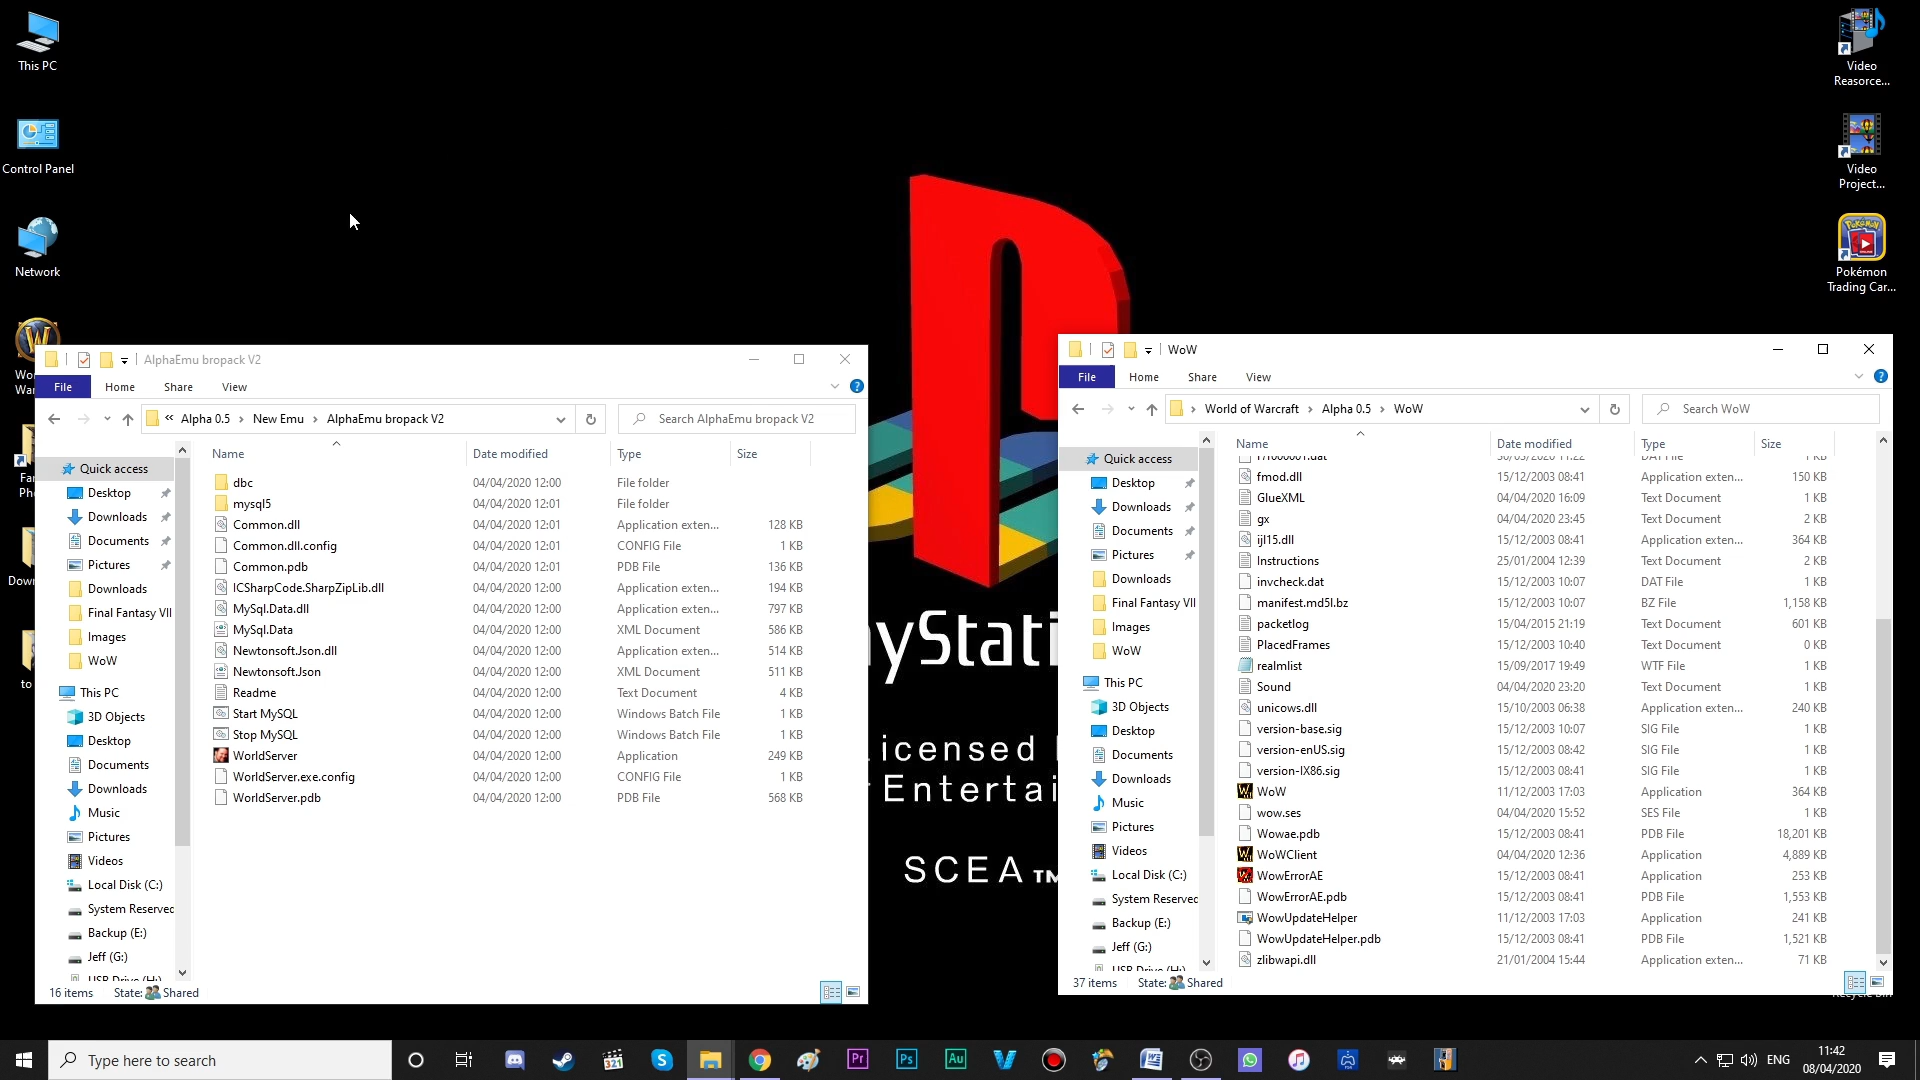 This PC
Control Panel
Network
Video
Reasorce...
Video
Project...
Pokémon
Trading Car...
AlphaEmu bropack V2
File Home Share View
« Alpha 0.5 › New Emu › AlphaEmu bropack V2
Search AlphaEmu bropack V2
Quick access
Desktop
Downloads
Documents
Pictures
Downloads
Final Fantasy VII
Images
WoW
This PC
3D Objects
Desktop
Documents
Downloads
Music
Pictures
Videos
Local Disk (C:)
System Reserved
Backup (E:)
Jeff (G:)
USB Drive (H:)
Name Date modified Type Size
dbc 04/04/2020 12:00 File folder
mysql5 04/04/2020 12:01 File folder
Common.dll 04/04/2020 12:01 Application exten... 128 KB
Common.dll.config 04/04/2020 12:01 CONFIG File 1 KB
Common.pdb 04/04/2020 12:01 PDB File 136 KB
ICSharpCode.SharpZipLib.dll 04/04/2020 12:00 Application exten... 194 KB
MySql.Data.dll 04/04/2020 12:00 Application exten... 797 KB
MySql.Data 04/04/2020 12:00 XML Document 586 KB
Newtonsoft.Json.dll 04/04/2020 12:00 Application exten... 514 KB
Newtonsoft.Json 04/04/2020 12:00 XML Document 511 KB
Readme 04/04/2020 12:00 Text Document 4 KB
Start MySQL 04/04/2020 12:00 Windows Batch File 1 KB
Stop MySQL 04/04/2020 12:00 Windows Batch File 1 KB
WorldServer 04/04/2020 12:00 Application 249 KB
WorldServer.exe.config 04/04/2020 12:00 CONFIG File 1 KB
WorldServer.pdb 04/04/2020 12:00 PDB File 568 KB
16 items State: Shared
WoW
File Home Share View
› World of Warcraft › Alpha 0.5 › WoW
Search WoW
Quick access
Desktop
Downloads
Documents
Pictures
Downloads
Final Fantasy VII
Images
WoW
This PC
3D Objects
Desktop
Documents
Downloads
Music
Pictures
Videos
Local Disk (C:)
System Reserved
Backup (E:)
Jeff (G:)
USB Drive (H:)
Name Date modified Type Size
fmod.dll 15/12/2003 08:41 Application exten... 150 KB
GlueXML 04/04/2020 16:09 Text Document 1 KB
gx 04/04/2020 23:45 Text Document 2 KB
ijl15.dll 15/12/2003 08:41 Application exten... 364 KB
Instructions 25/01/2004 12:39 Text Document 2 KB
invcheck.dat 15/12/2003 10:07 DAT File 1 KB
manifest.md5l.bz 15/12/2003 10:07 BZ File 1,158 KB
packetlog 15/04/2015 21:19 Text Document 601 KB
PlacedFrames 15/12/2003 10:40 Text Document 0 KB
realmlist 15/09/2017 19:49 WTF File 1 KB
Sound 04/04/2020 23:20 Text Document 1 KB
unicows.dll 15/10/2003 06:38 Application exten... 240 KB
version-base.sig 15/12/2003 10:07 SIG File 1 KB
version-enUS.sig 15/12/2003 08:42 SIG File 1 KB
version-IX86.sig 15/12/2003 08:41 SIG File 1 KB
WoW 11/12/2003 17:03 Application 364 KB
wow.ses 04/04/2020 15:52 SES File 1 KB
Wowae.pdb 15/12/2003 08:41 PDB File 18,201 KB
WoWClient 04/04/2020 12:36 Application 4,889 KB
WowErrorAE 15/12/2003 08:41 Application 253 KB
WowErrorAE.pdb 15/12/2003 08:41 PDB File 1,553 KB
WowUpdateHelper 11/12/2003 17:03 Application 241 KB
WowUpdateHelper.pdb 15/12/2003 08:41 PDB File 1,521 KB
zlibwapi.dll 21/01/2004 15:44 Application exten... 71 KB
37 items State: Shared
ayStati
icensed
Entertai
SCEA™
Type here to search
ENG
11:42
08/04/2020